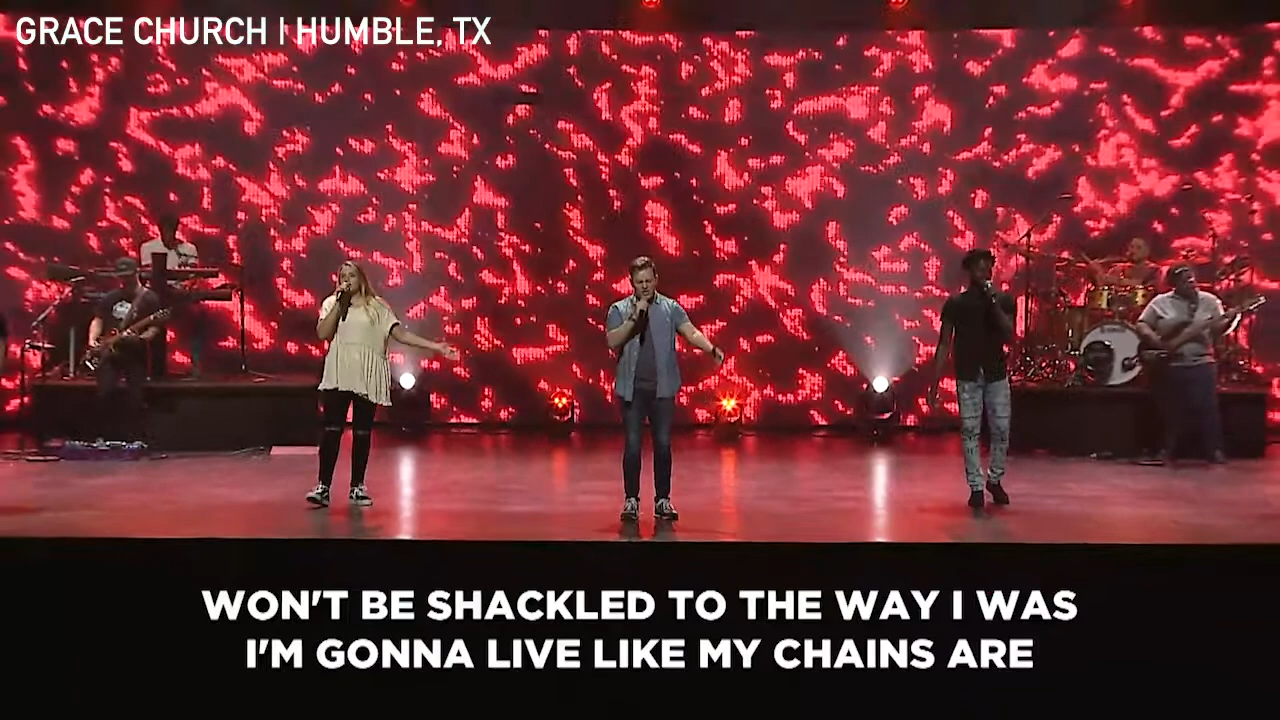 GRACE CHURCH | HUMBLE, TX
WON'T BE SHACKLED TO THE WAY I WAS
I'M GONNA LIVE LIKE MY CHAINS ARE